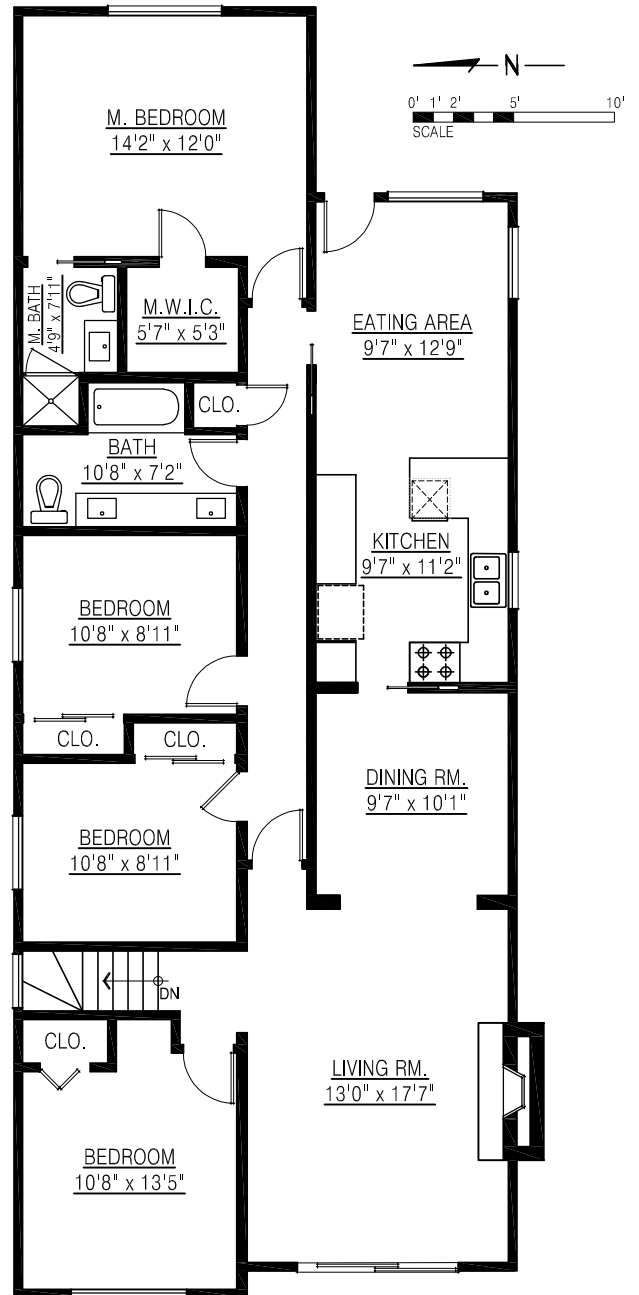 M. BEDROOM
14'2" x 12'0"
N
0' 1' 2' 5' 10'
SCALE
M. BATH
4'9" x 7'11"
M.W.I.C.
5'7" x 5'3"
EATING AREA
9'7" x 12'9"
CLO.
BATH
10'8" x 7'2"
KITCHEN
9'7" x 11'2"
BEDROOM
10'8" x 8'11"
CLO.
CLO.
DINING RM.
9'7" x 10'1"
BEDROOM
10'8" x 8'11"
DN
CLO.
LIVING RM.
13'0" x 17'7"
BEDROOM
10'8" x 13'5"